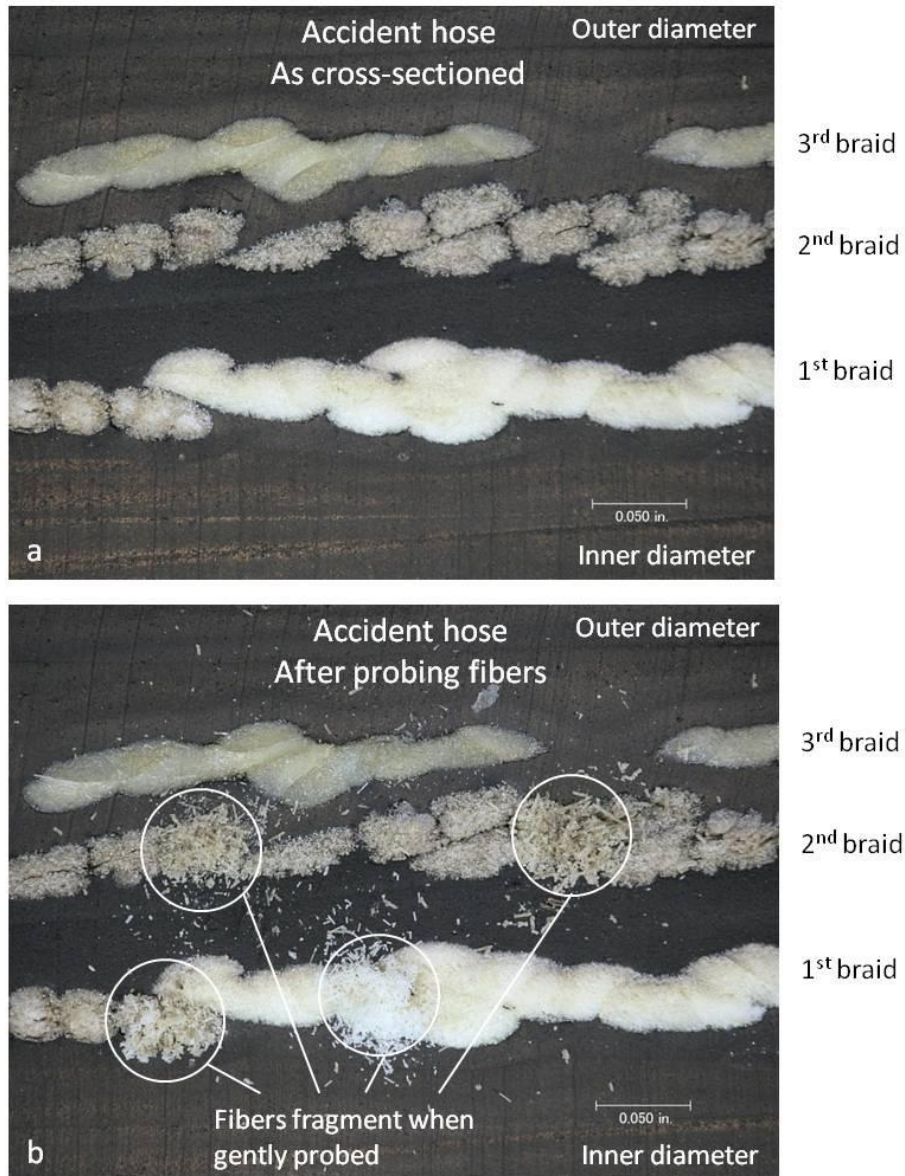 Accident hose
As cross-sectioned
Outer diameter
3rd braid
2nd braid
1st braid
0.050 in.
a
Inner diameter
Accident hose
After probing fibers
Outer diameter
3rd braid
2nd braid
1st braid
Fibers fragment when
gently probed
0.050 in.
b
Inner diameter